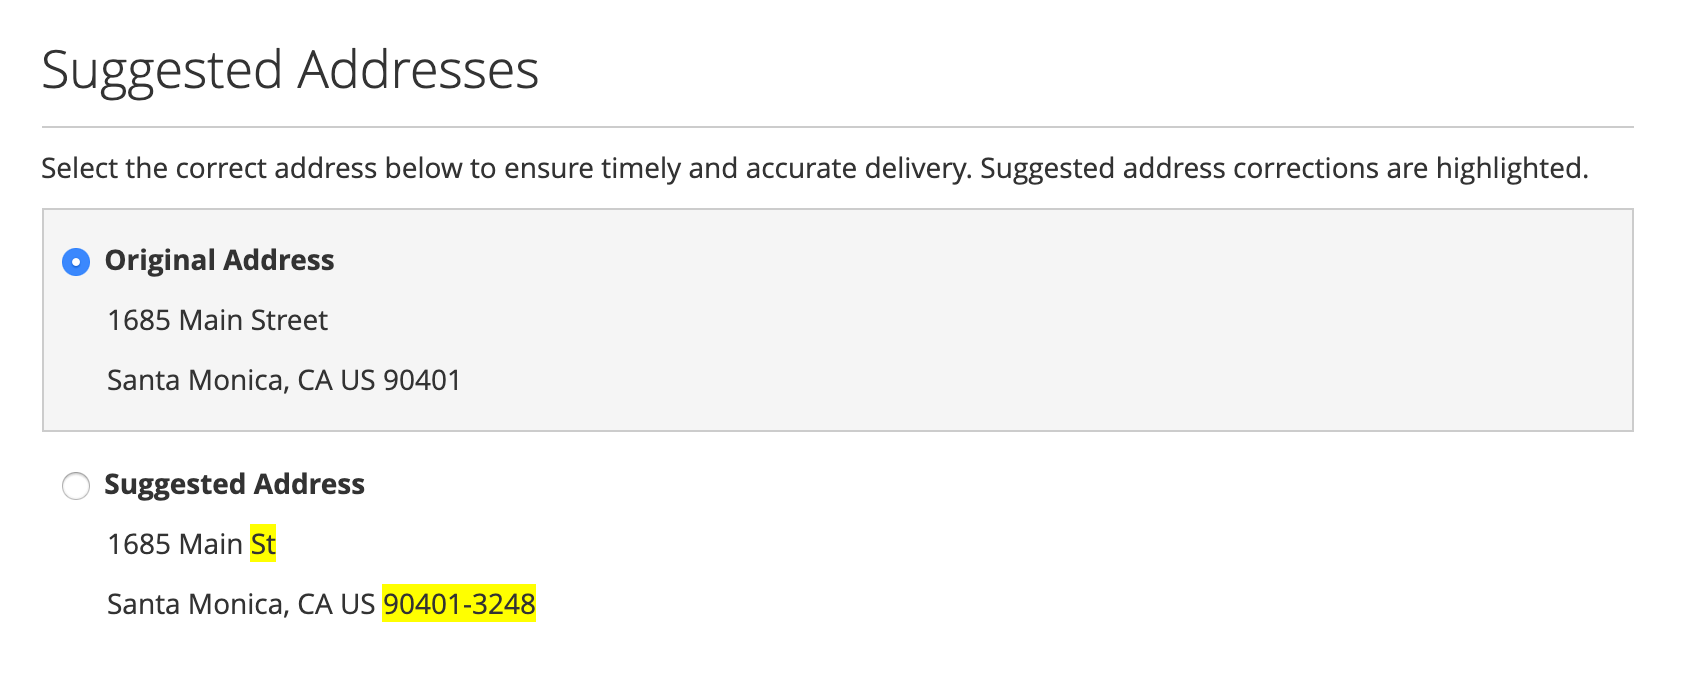 Suggested Addresses
Select the correct address below to ensure timely and accurate delivery. Suggested address corrections are highlighted.
Original Address
1685 Main Street
Santa Monica, CA US 90401
Suggested Address
1685 Main St
Santa Monica, CA US 90401-3248